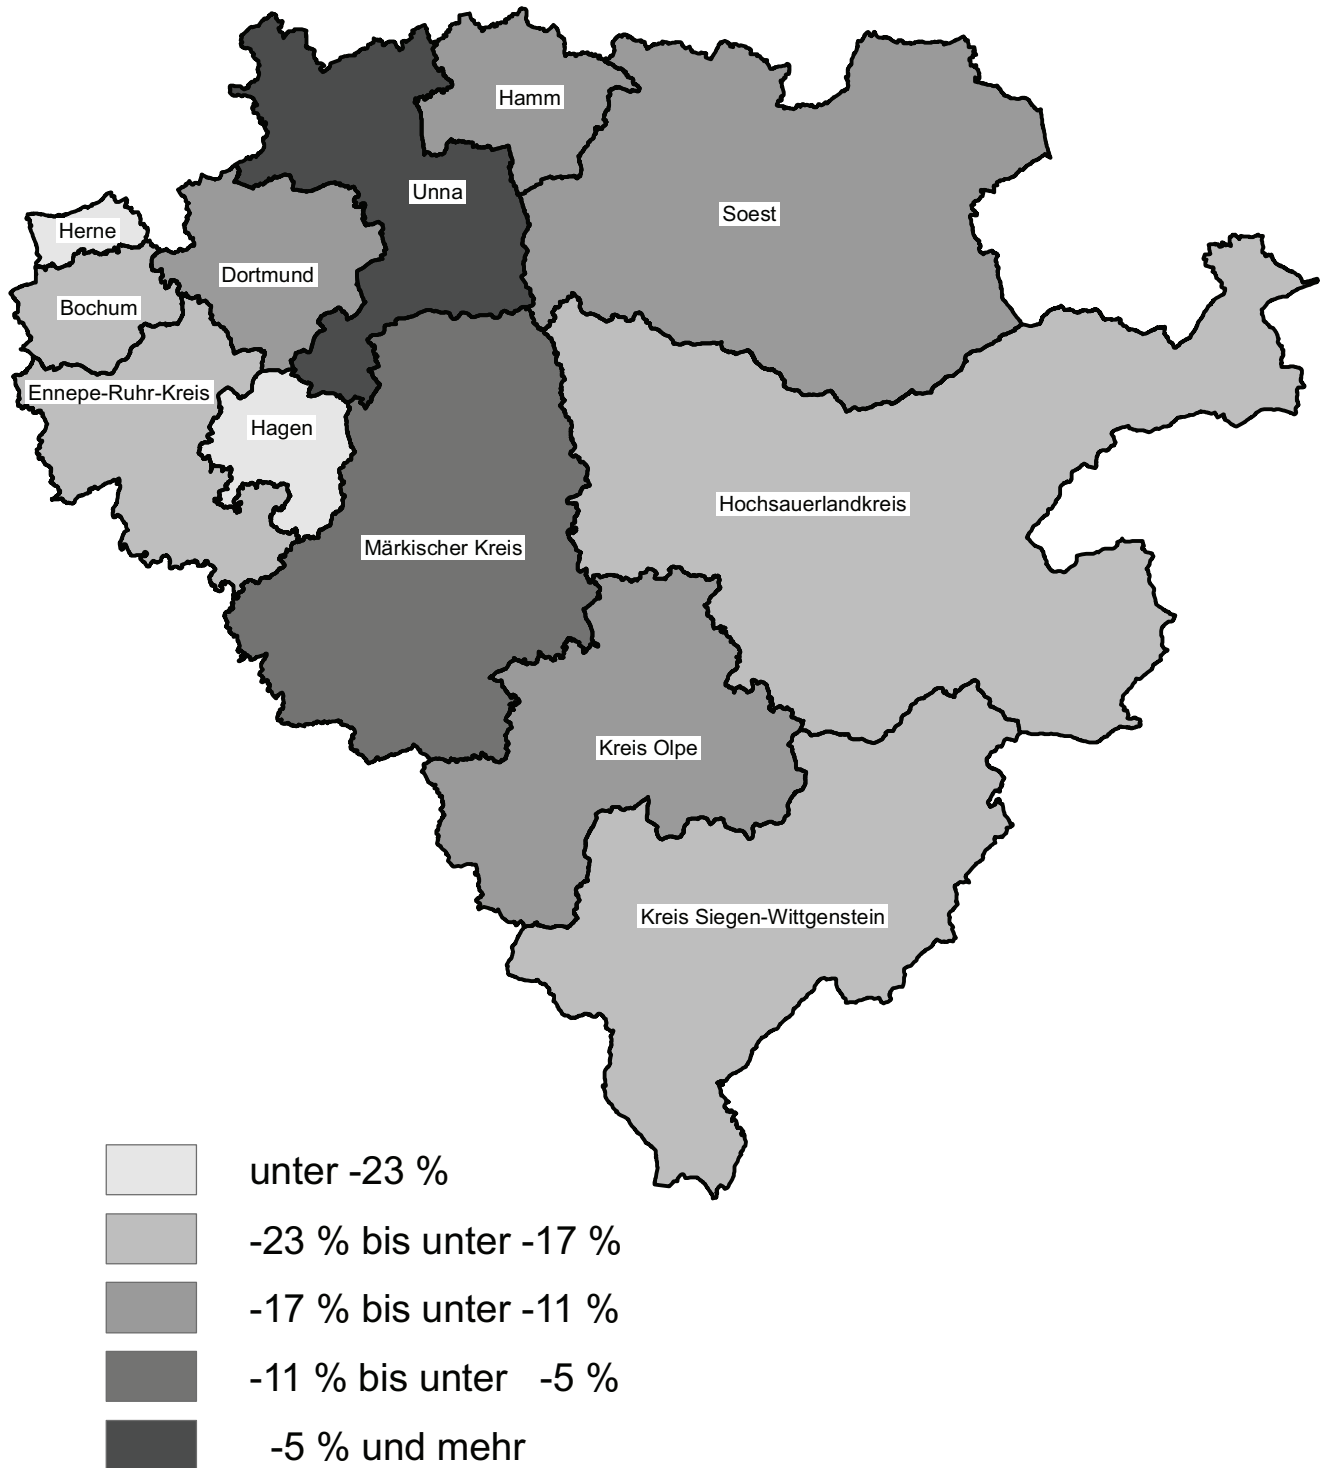 Hamm
Unna
Soest
Herne
Dortmund
Bochum
Ennepe-Ruhr-Kreis
Hagen
Hochsauerlandkreis
Märkischer Kreis
Kreis Olpe
Kreis Siegen-Wittgenstein
unter -23 %
-23 % bis unter -17 %
-17 % bis unter -11 %
-11 % bis unter -5 %
-5 % und mehr